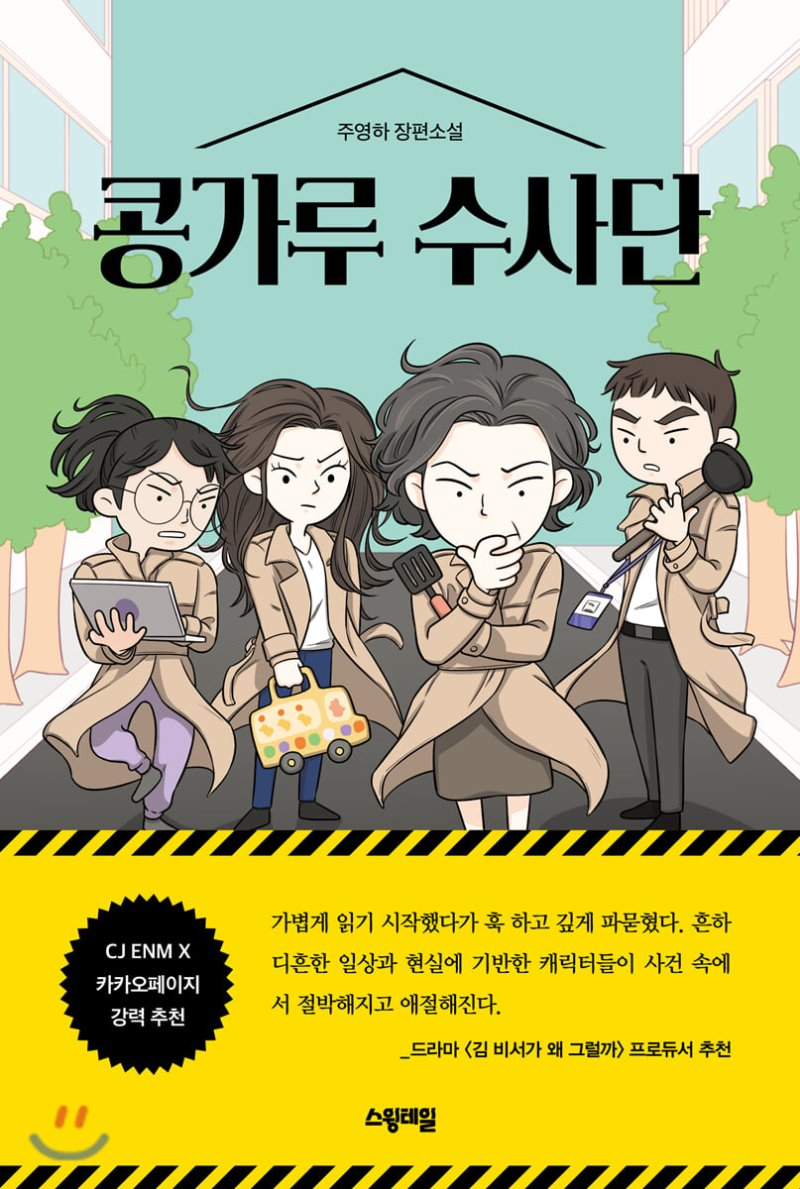 주영하 장편소설
콩가루 수사단
CJ ENM X
카카오페이지
강력 추천
가볍게 읽기 시작했다가 훅 하고 깊게 파묻혔다. 흔하
디흔한 일상과 현실에 기반한 캐릭터들이 사건 속에
서 절박해지고 애절해진다.
_드라마 〈김 비서가 왜 그럴까〉 프로듀서 추천
스윙테일